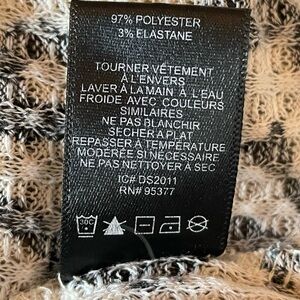 97% POLYESTER
3% ELASTANE
TOURNER VÊTEMENT
À L'ENVERS
LAVER À LA MAIN À L'EAU
FROIDE AVEC COULEURS
SIMILAIRES
NE PAS BLANCHIR
SÉCHER À PLAT
REPASSER À TEMPÉRATURE
MODÉRÉE SI NÉCESSAIRE
NE PAS NETTOYER À SEC
IC# DS2011
RN# 95377